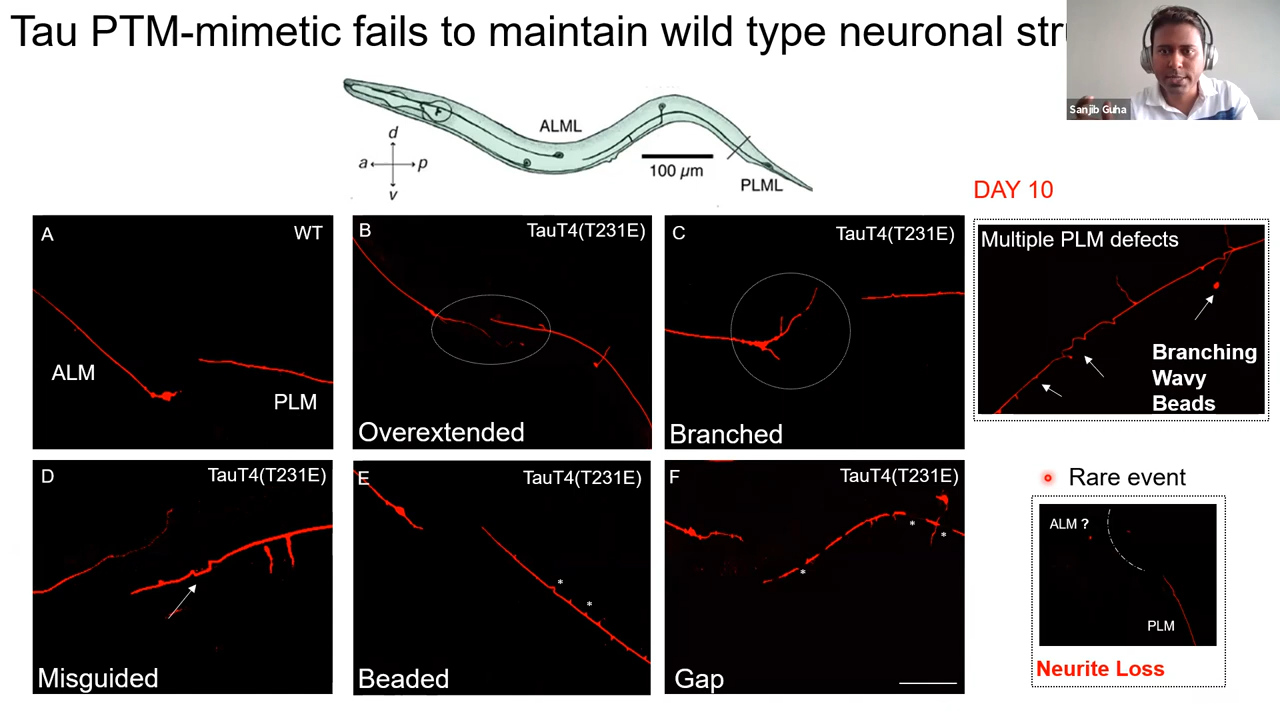 Tau PTM-mimetic fails to maintain wild type neuronal
Sanjib Guha
ALML
d
a
p
v
100 µm
PLML
DAY 10
A
WT
ALM
PLM
B
TauT4(T231E)
Overextended
C
TauT4(T231E)
Branched
Multiple PLM defects
Branching
Wavy
Beads
D
TauT4(T231E)
Misguided
E
TauT4(T231E)
*
*
Beaded
F
TauT4(T231E)
*
*
*
Gap
Rare event
ALM ?
PLM
Neurite Loss